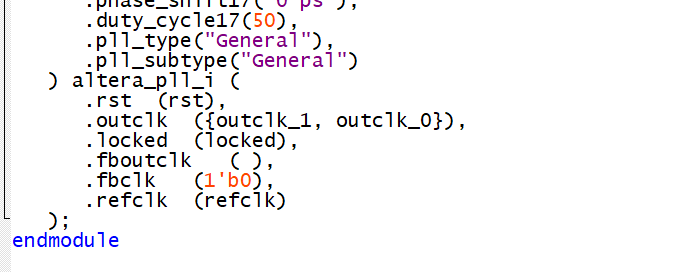 .phase_shift17("0 ps"),
.duty_cycle17(50),
.pll_type("General"),
.pll_subtype("General")
) altera_pll_i (
.rst (rst),
.outclk ({outclk_1, outclk_0}),
.locked (locked),
.fboutclk ( ),
.fbclk (1'b0),
.refclk (refclk)
);
endmodule